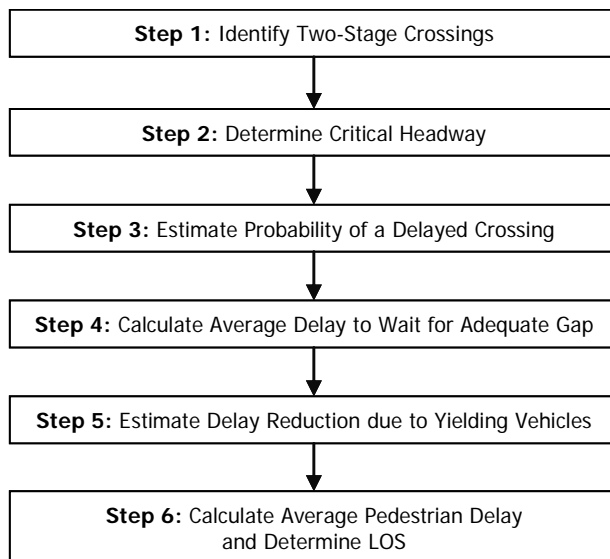 Step 1: Identify Two-Stage Crossings
Step 2: Determine Critical Headway
Step 3: Estimate Probability of a Delayed Crossing
Step 4: Calculate Average Delay to Wait for Adequate Gap
Step 5: Estimate Delay Reduction due to Yielding Vehicles
Step 6: Calculate Average Pedestrian Delay
and Determine LOS